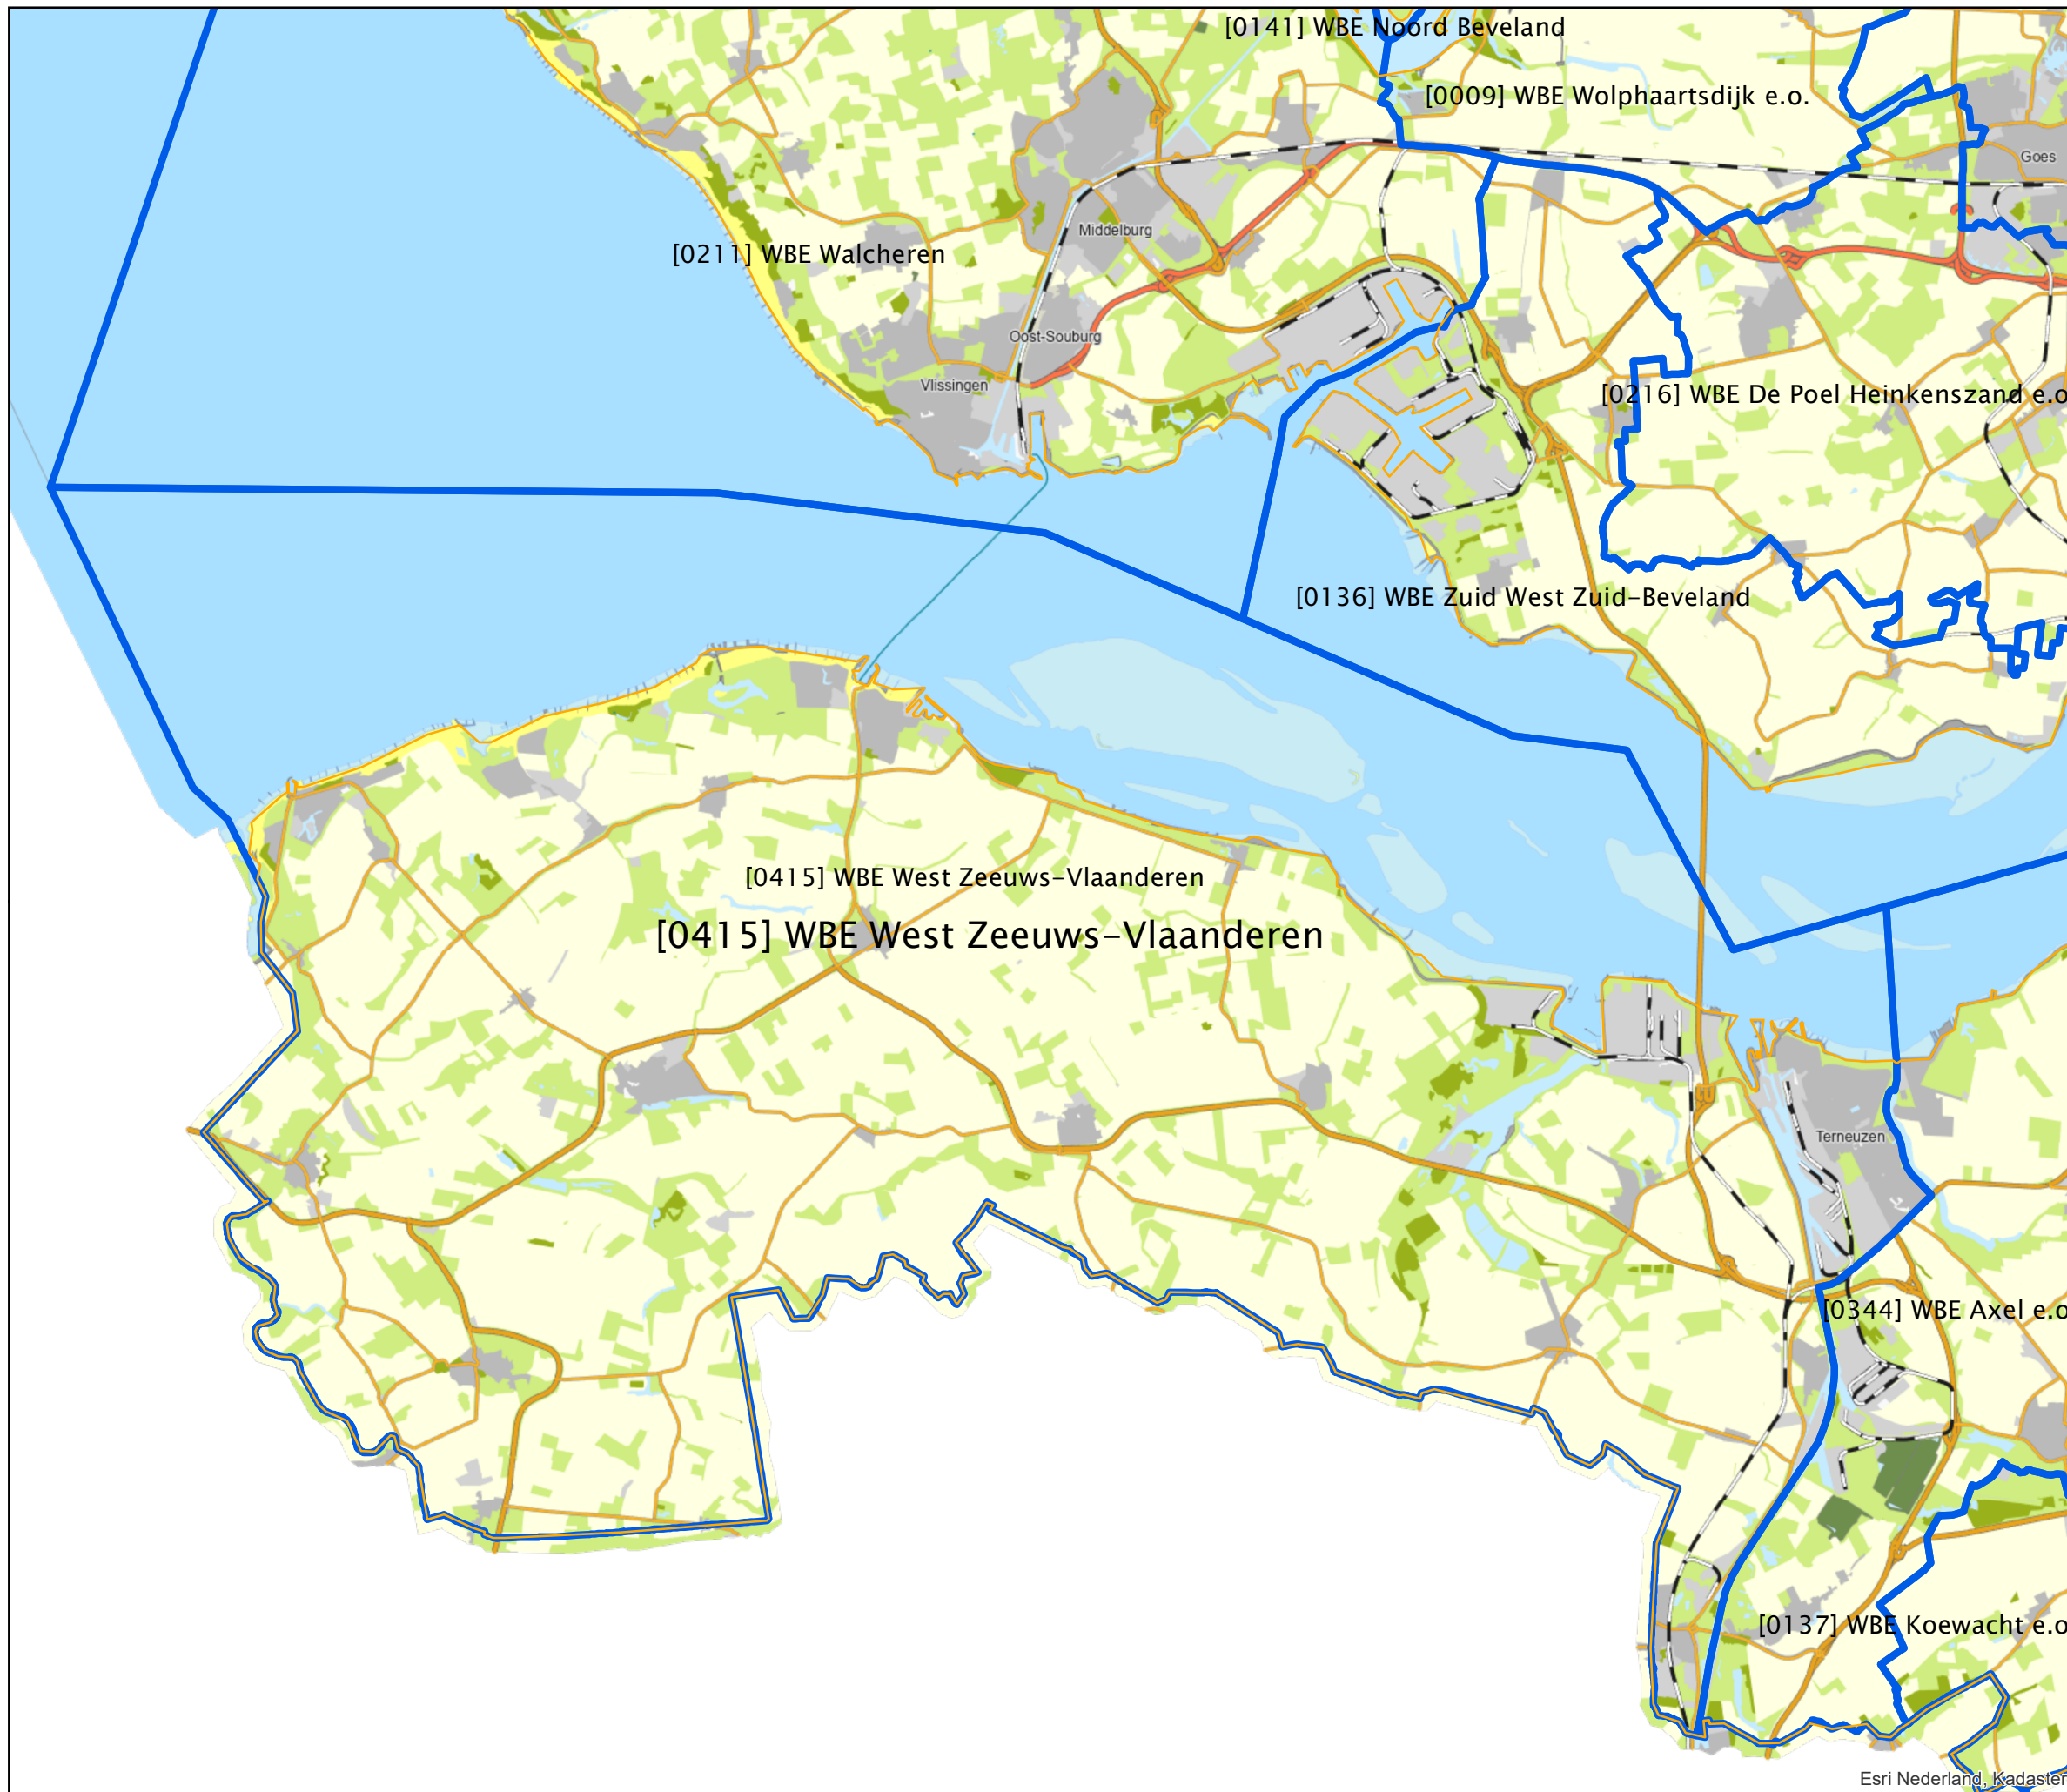 [0141] WBE Noord Beveland
[0009] WBE Wolphaartsdijk e.o.
Goes
Middelburg
[0211] WBE Walcheren
Oost-Souburg
Vlissingen
[0216] WBE De Poel Heinkenszand e.o
[0136] WBE Zuid West Zuid-Beveland
[0415] WBE West Zeeuws-Vlaanderen
[0415] WBE West Zeeuws-Vlaanderen
Terneuzen
[0344] WBE Axel e.o
[0137] WBE Koewacht e.o
Esri Nederland, Kadaster